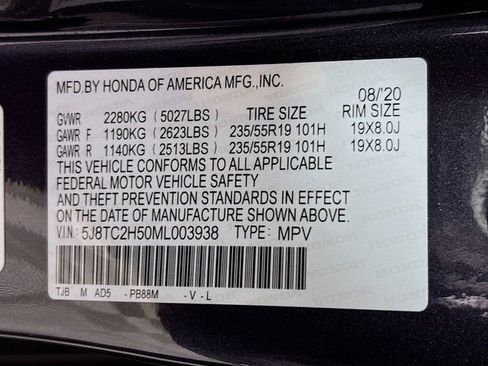 MFD.BY HONDA OF AMERICA MFG.,INC. 08/'20
GVWR 2280KG (5027LBS) TIRE SIZE RIM SIZE
GAWR F 1190KG (2623LBS) 235/55R19 101H 19X8.0J
GAWR R 1140KG (2513LBS) 235/55R19 101H 19X8.0J
THIS VEHICLE CONFORMS TO ALL APPLICABLE
FEDERAL MOTOR VEHICLE SAFETY
AND THEFT PREVENTION STANDARDS IN EFFECT
ON THE DATE OF MANUFACTURE SHOWN ABOVE.
V.I.N: 5J8TC2H50ML003938 TYPE: MPV
TJB M AD5 -PB88M -V-L